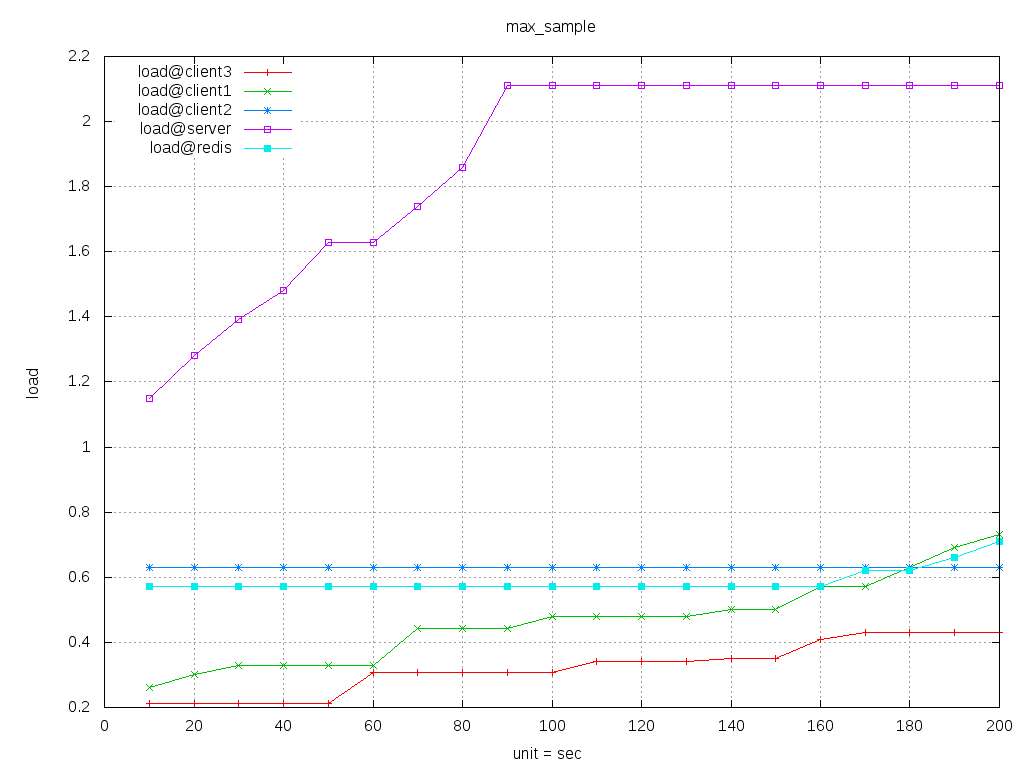 max_sample
2.2
2
1.8
1.6
1.4
1.2
1
0.8
0.6
0.4
0.2
load@client3
load@client1
load@client2
load@server
load@redis
load
0 20 40 60 80 100 120 140 160 180 200
unit = sec